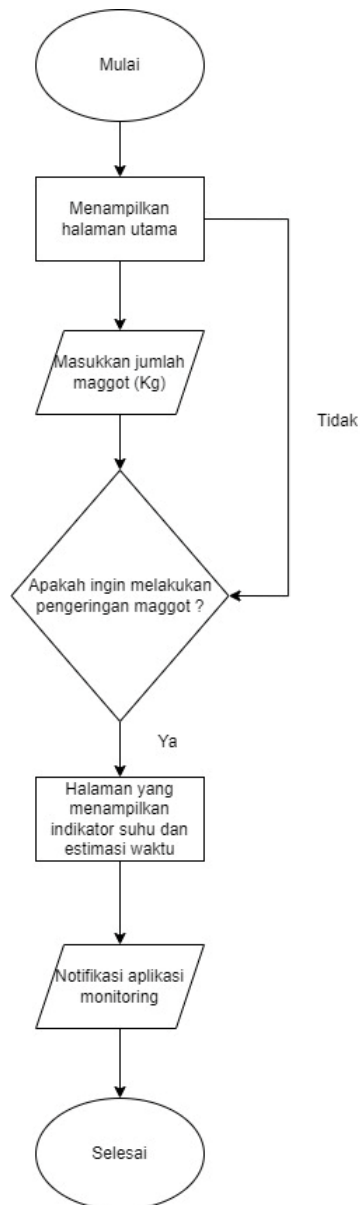 Mulai
Menampilkan
halaman utama
Masukkan jumlah
maggot (Kg)
Tidak
Apakah ingin melakukan
pengeringan maggot ?
Ya
Halaman yang
menampilkan
indikator suhu dan
estimasi waktu
Notifikasi aplikasi
monitoring
Selesai